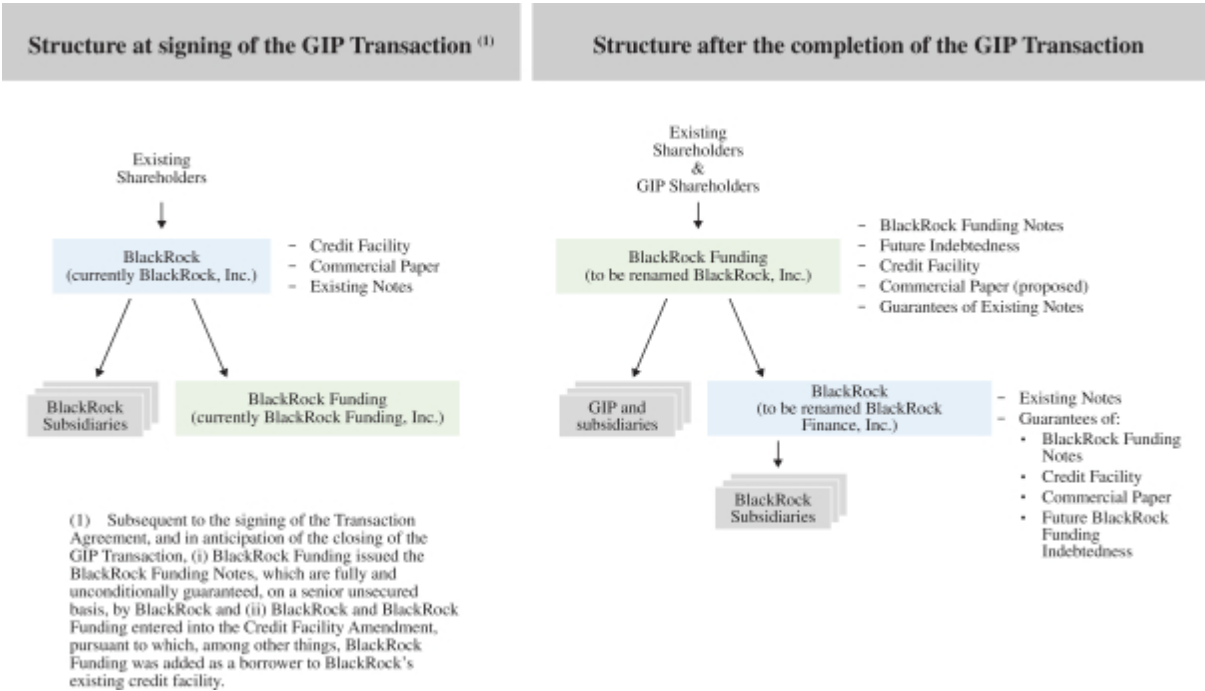 Structure at signing of the GIP Transaction (1)
Existing
Shareholders
BlackRock
(currently BlackRock, Inc.)
– Credit Facility
– Commercial Paper
– Existing Notes
BlackRock
Subsidiaries
BlackRock Funding
(currently BlackRock Funding, Inc.)
(1) Subsequent to the signing of the Transaction
Agreement, and in anticipation of the closing of the
GIP Transaction, (i) BlackRock Funding issued the
BlackRock Funding Notes, which are fully and
unconditionally guaranteed, on a senior unsecured
basis, by BlackRock and (ii) BlackRock and BlackRock
Funding entered into the Credit Facility Amendment,
pursuant to which, among other things, BlackRock
Funding was added as a borrower to BlackRock's
existing credit facility.
Structure after the completion of the GIP Transaction
Existing
Shareholders
&
GIP Shareholders
BlackRock Funding
(to be renamed BlackRock, Inc.)
– BlackRock Funding Notes
– Future Indebtedness
– Credit Facility
– Commercial Paper (proposed)
– Guarantees of Existing Notes
GIP and
subsidiaries
BlackRock
(to be renamed BlackRock
Finance, Inc.)
– Existing Notes
– Guarantees of:
• BlackRock Funding
Notes
• Credit Facility
• Commercial Paper
• Future BlackRock
Funding
Indebtedness
BlackRock
Subsidiaries